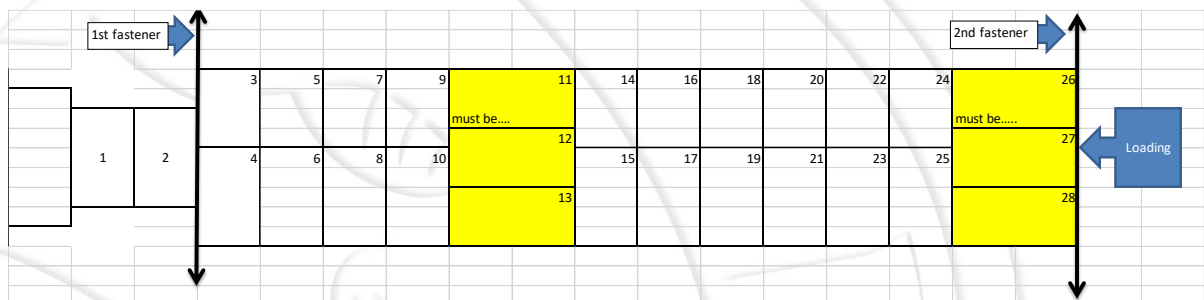 1st fastener
2nd fastener
3 5 7 9 11 14 16 18 20 22 24 26
must be.... must be.....
12 27
1 2 Loading
4 6 8 10 15 17 19 21 23 25
13 28